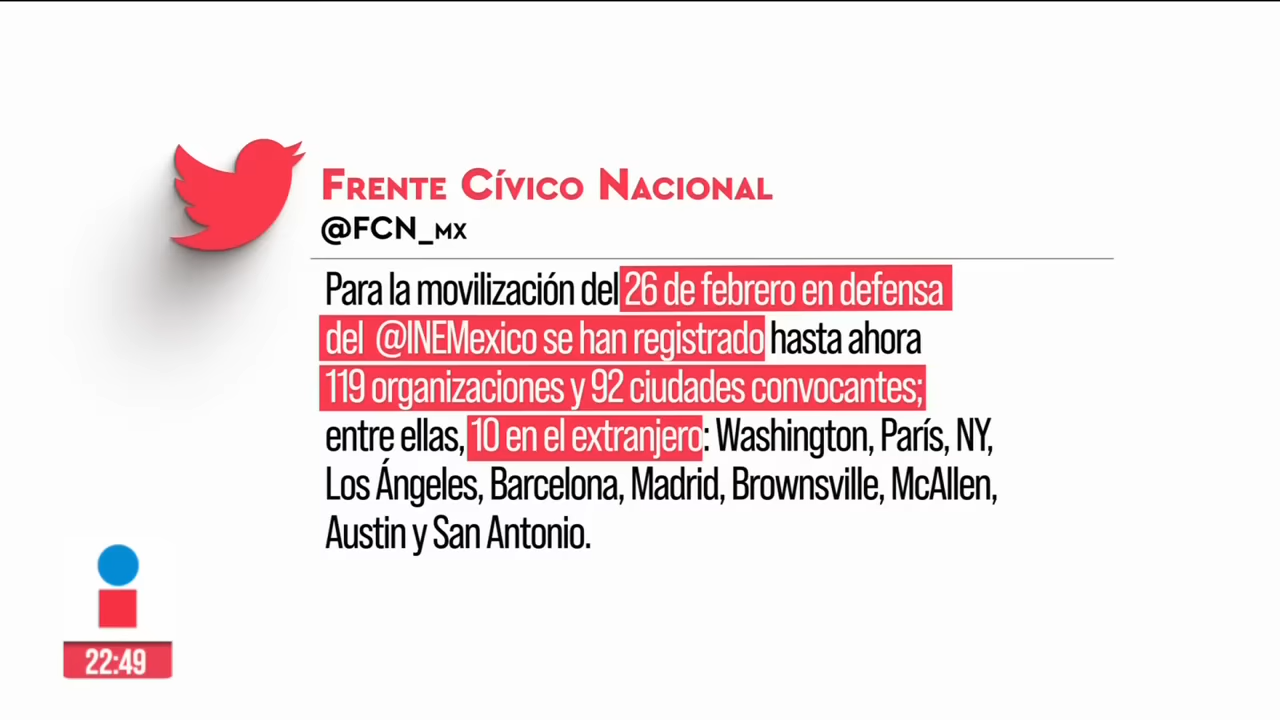 Frente Cívico Nacional
@FCN_MX
Para la movilización del 26 de febrero en defensa
del @INEMexico se han registrado hasta ahora
119 organizaciones y 92 ciudades convocantes;
entre ellas, 10 en el extranjero: Washington, París, NY,
Los Ángeles, Barcelona, Madrid, Brownsville, McAllen,
Austin y San Antonio.
22:49